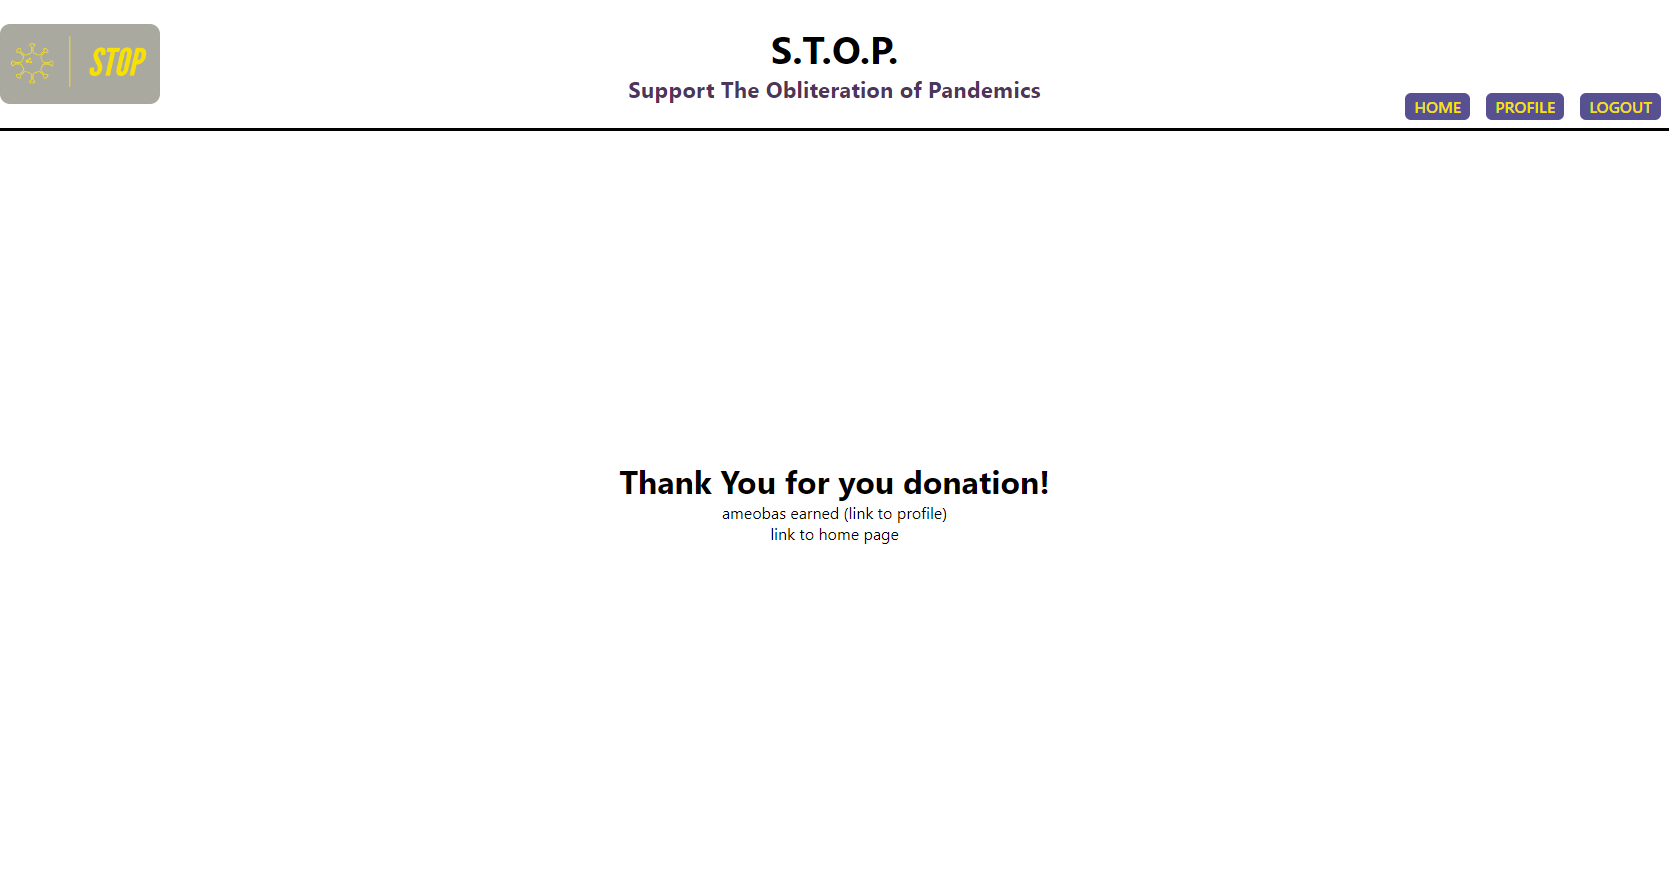 STOP
S.T.O.P.
Support The Obliteration of Pandemics
HOME PROFILE LOGOUT
Thank You for you donation!
ameobas earned (link to profile)
link to home page